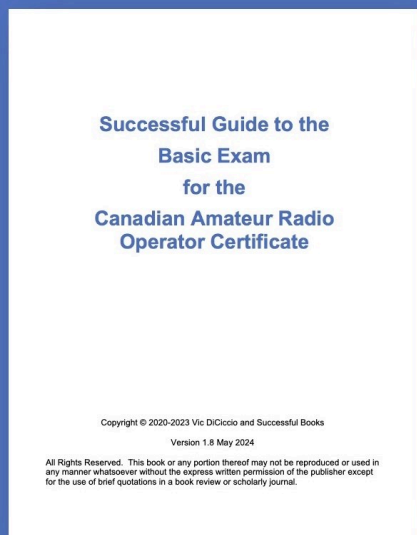 Successful Guide to the
Basic Exam
for the
Canadian Amateur Radio
Operator Certificate
Copyright © 2020-2023 Vic DiCiccio and Successful Books
Version 1.8 May 2024
All Rights Reserved. This book or any portion thereof may not be reproduced or used in
any manner whatsoever without the express written permission of the publisher except
for the use of brief quotations in a book review or scholarly journal.